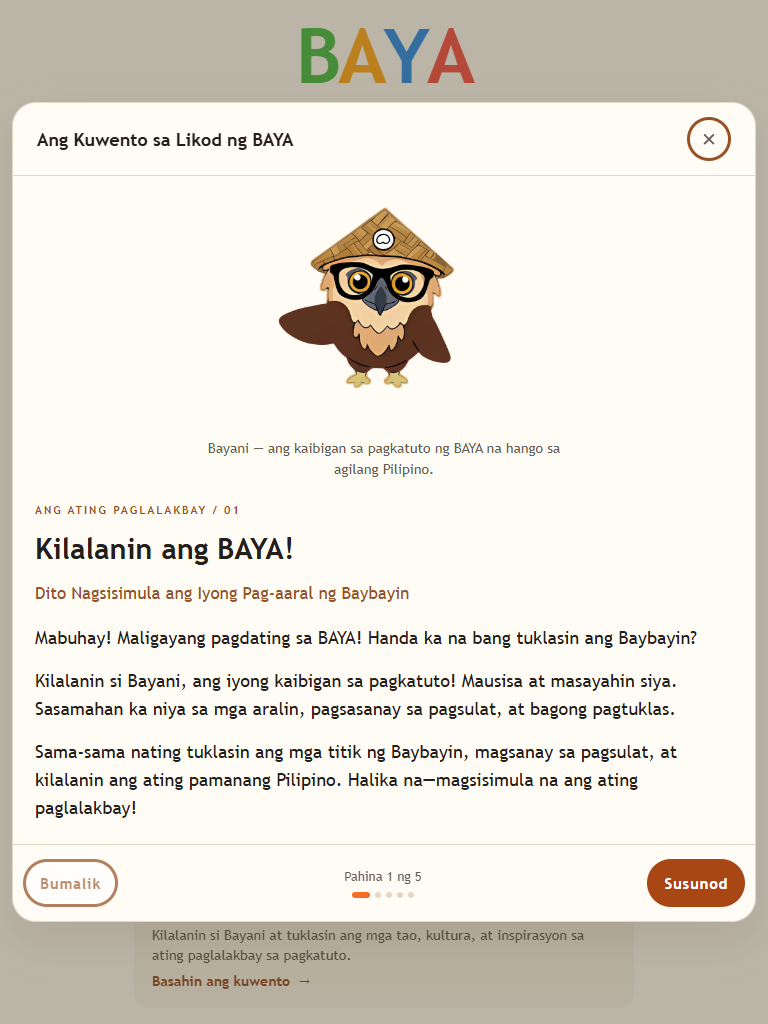 BAYA
Ang Kuwento sa Likod ng BAYA
Bayani — ang kaibigan sa pagkatuto ng BAYA na hango sa
agilang Pilipino.
ANG ATING PAGLALAKBAY / 01
Kilalanin ang BAYA!
Dito Nagsisimula ang Iyong Pag-aaral ng Baybayin
Mabuhay! Maligayang pagdating sa BAYA! Handa ka na bang tuklasin ang Baybayin?
Kilalanin si Bayani, ang iyong kaibigan sa pagkatuto! Mausisa at masayahin siya.
Sasamahan ka niya sa mga aralin, pagsasanay sa pagsulat, at bagong pagtuklas.
Sama-sama nating tuklasin ang mga titik ng Baybayin, magsanay sa pagsulat, at
kilalanin ang ating pamanang Pilipino. Halika na—magsisimula na ang ating
paglalakbay!
Bumalik
Pahina 1 ng 5
Susunod
Kilalanin si Bayani at tuklasin ang mga tao, kultura, at inspirasyon sa
ating paglalakbay sa pagkatuto.
Basahin ang kuwento →